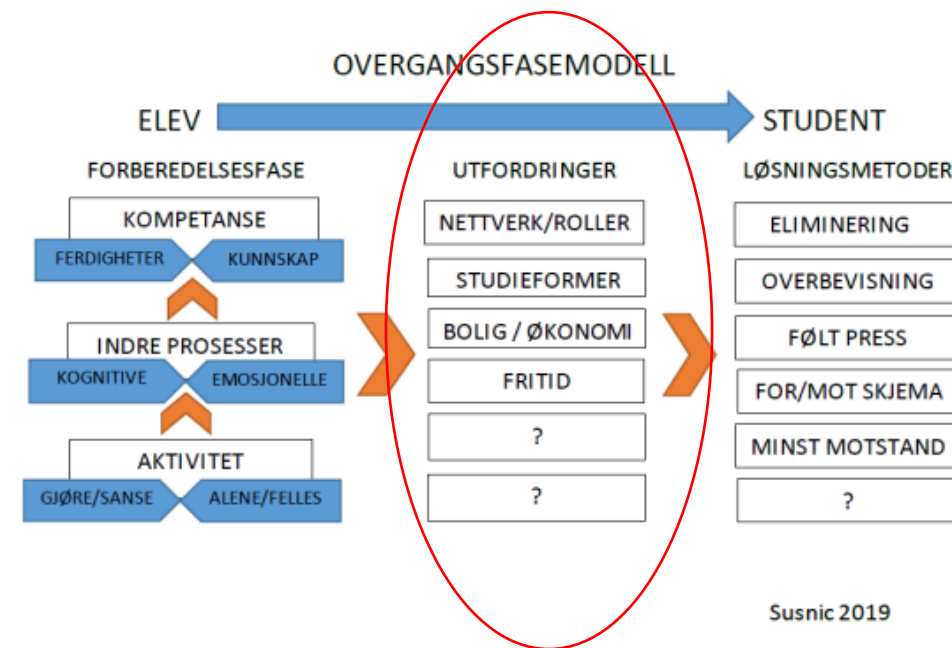 OVERGANGSFASEMODELL
ELEV
STUDENT
FORBEREDELSESFASE
KOMPETANSE
FERDIGHETER
KUNNSKAP
INDRE PROSESSER
KOGNITIVE
EMOSJONELLE
AKTIVITET
GJØRE/SANSE
ALENE/FELLES
UTFORDRINGER
NETTVERK/ROLLER
STUDIEFORMER
BOLIG / ØKONOMI
FRITID
?
?
LØSNINGSMETODER
ELIMINERING
OVERBEVISNING
FØLT PRESS
FOR/MOT SKJEMA
MINST MOTSTAND
?
Susnic 2019